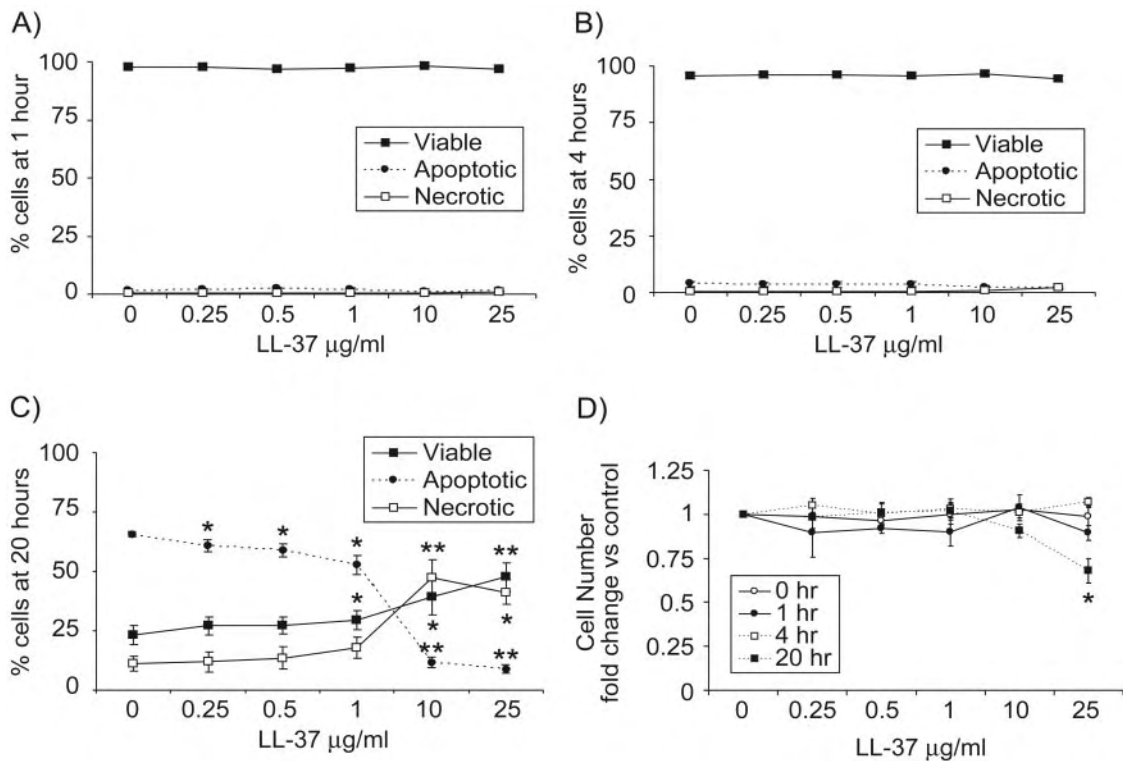 A)
% cells at 1 hour
100
75
50
25
0
Viable
Apoptotic
Necrotic
0 0.25 0.5 1 10 25
LL-37 μg/ml
B)
% cells at 4 hours
100
75
50
25
0
Viable
Apoptotic
Necrotic
0 0.25 0.5 1 10 25
LL-37 μg/ml
C)
% cells at 20 hours
100
75
50
25
0
Viable
Apoptotic
Necrotic
* * * ** **
* * *
** **
0 0.25 0.5 1 10 25
LL-37 μg/ml
D)
Cell Number
fold change vs control
1.25
1
0.75
0.5
0.25
0
0 hr
1 hr
4 hr
20 hr
*
0 0.25 0.5 1 10 25
LL-37 μg/ml